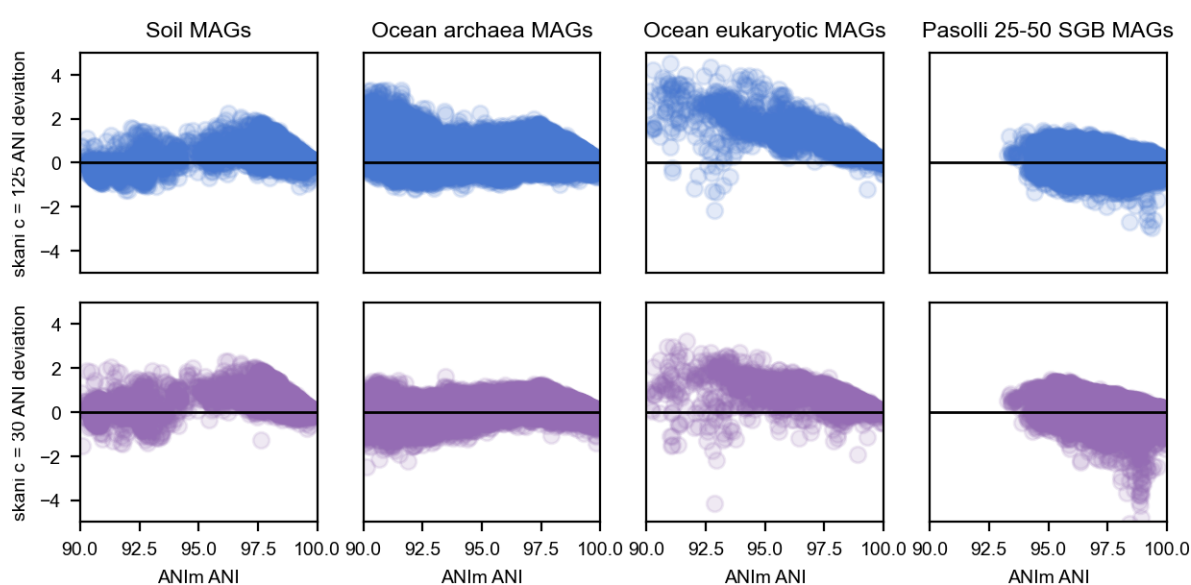 Soil MAGs
Ocean archaea MAGs
Ocean eukaryotic MAGs
Pasolli 25-50 SGB MAGs
skani c = 125 ANI deviation
4
2
0
−2
−4
skani c = 30 ANI deviation
4
2
0
−2
−4
90.0 92.5 95.0 97.5 100.0
90.0 92.5 95.0 97.5 100.0
90.0 92.5 95.0 97.5 100.0
90.0 92.5 95.0 97.5 100.0
ANIm ANI
ANIm ANI
ANIm ANI
ANIm ANI